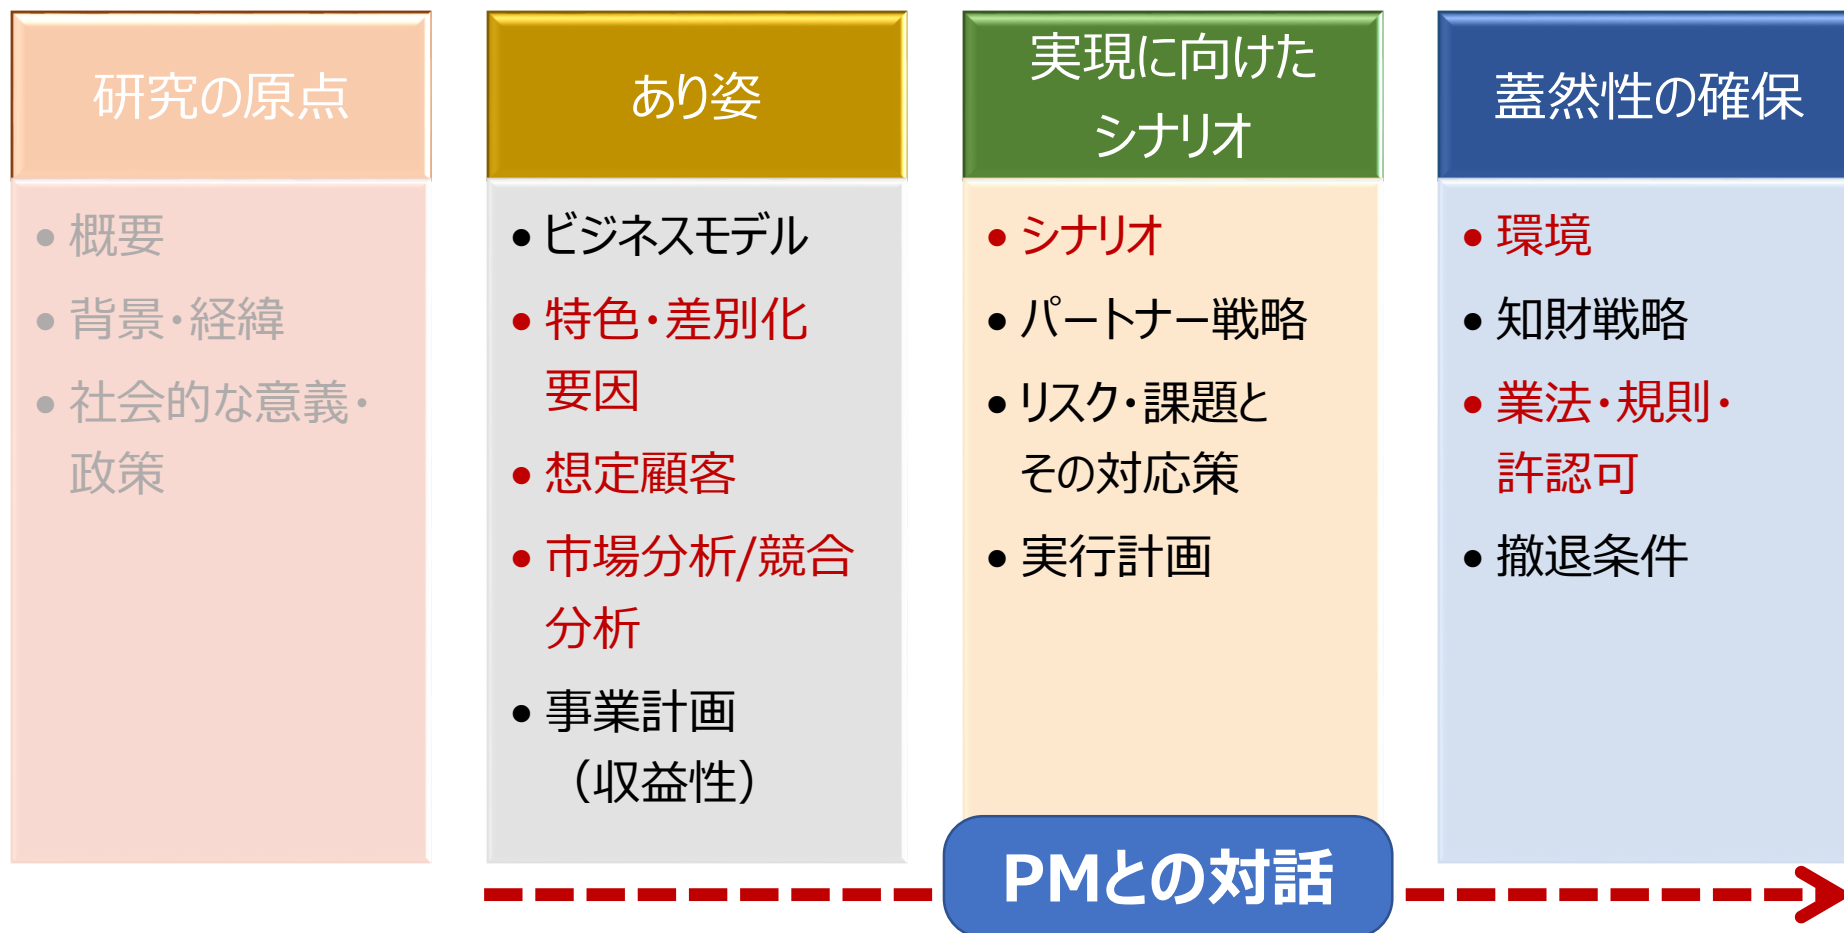 研究の原点
• 概要
• 背景・経緯
• 社会的な意義・
政策
あり姿
• ビジネスモデル
• 特色・差別化
要因
• 想定顧客
• 市場分析/競合
分析
• 事業計画
（収益性）
実現に向けた
シナリオ
• シナリオ
• パートナー戦略
• リスク・課題と
その対応策
• 実行計画
蓋然性の確保
• 環境
• 知財戦略
• 業法・規則・
許認可
• 撤退条件
PMとの対話